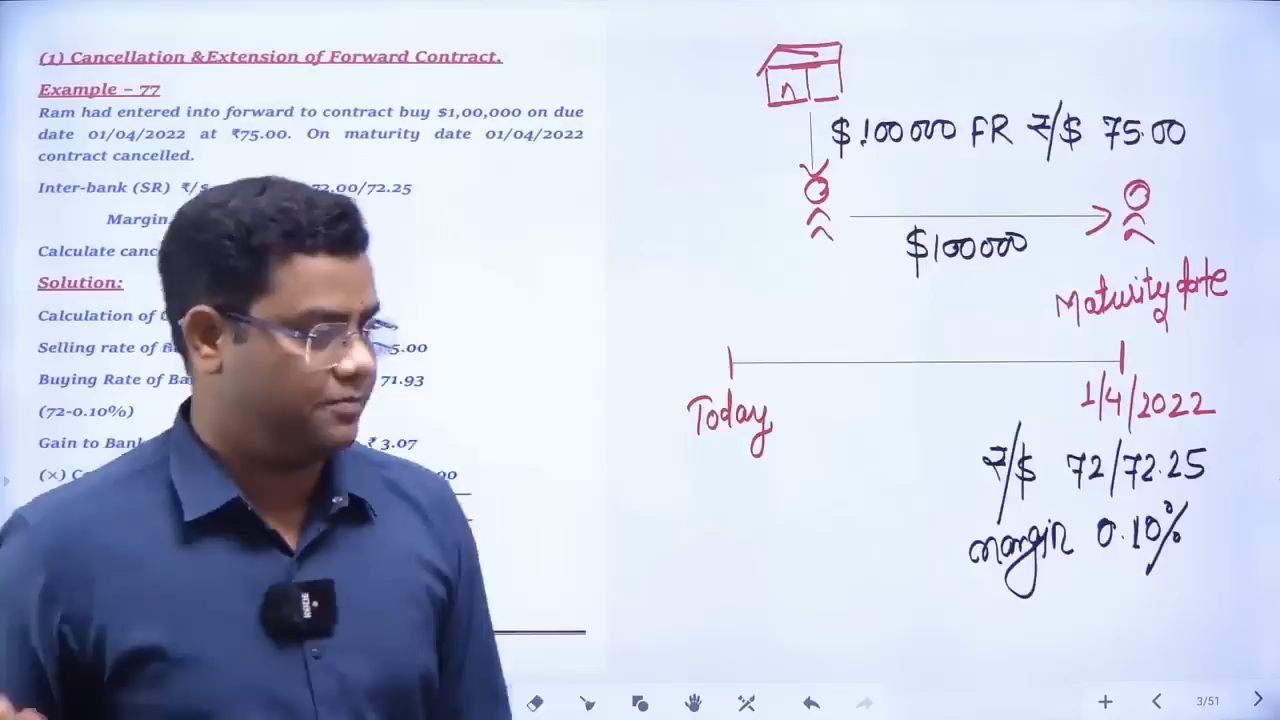 (1) Cancellation &Extension of Forward Contract.
Example – 77
Ram had entered into forward to contract buy $1,00,000 on due
date 01/04/2022 at ₹75.00. On maturity date 01/04/2022
contract cancelled.
Inter-bank (SR) ₹/$ 72.00/72.25
Margin
Calculate
Solution:
Calculation of
Selling rate of 5.00
Buying Rate of 71.93
(72-0.10%)
Gain to Bank ₹ 3.07
(×) 00
$100000 FR ₹/$ 75.00
$100000
Maturity date
Today
1/4/2022
₹/$ 72/72.25
margin 0.10%
RODE
3/51